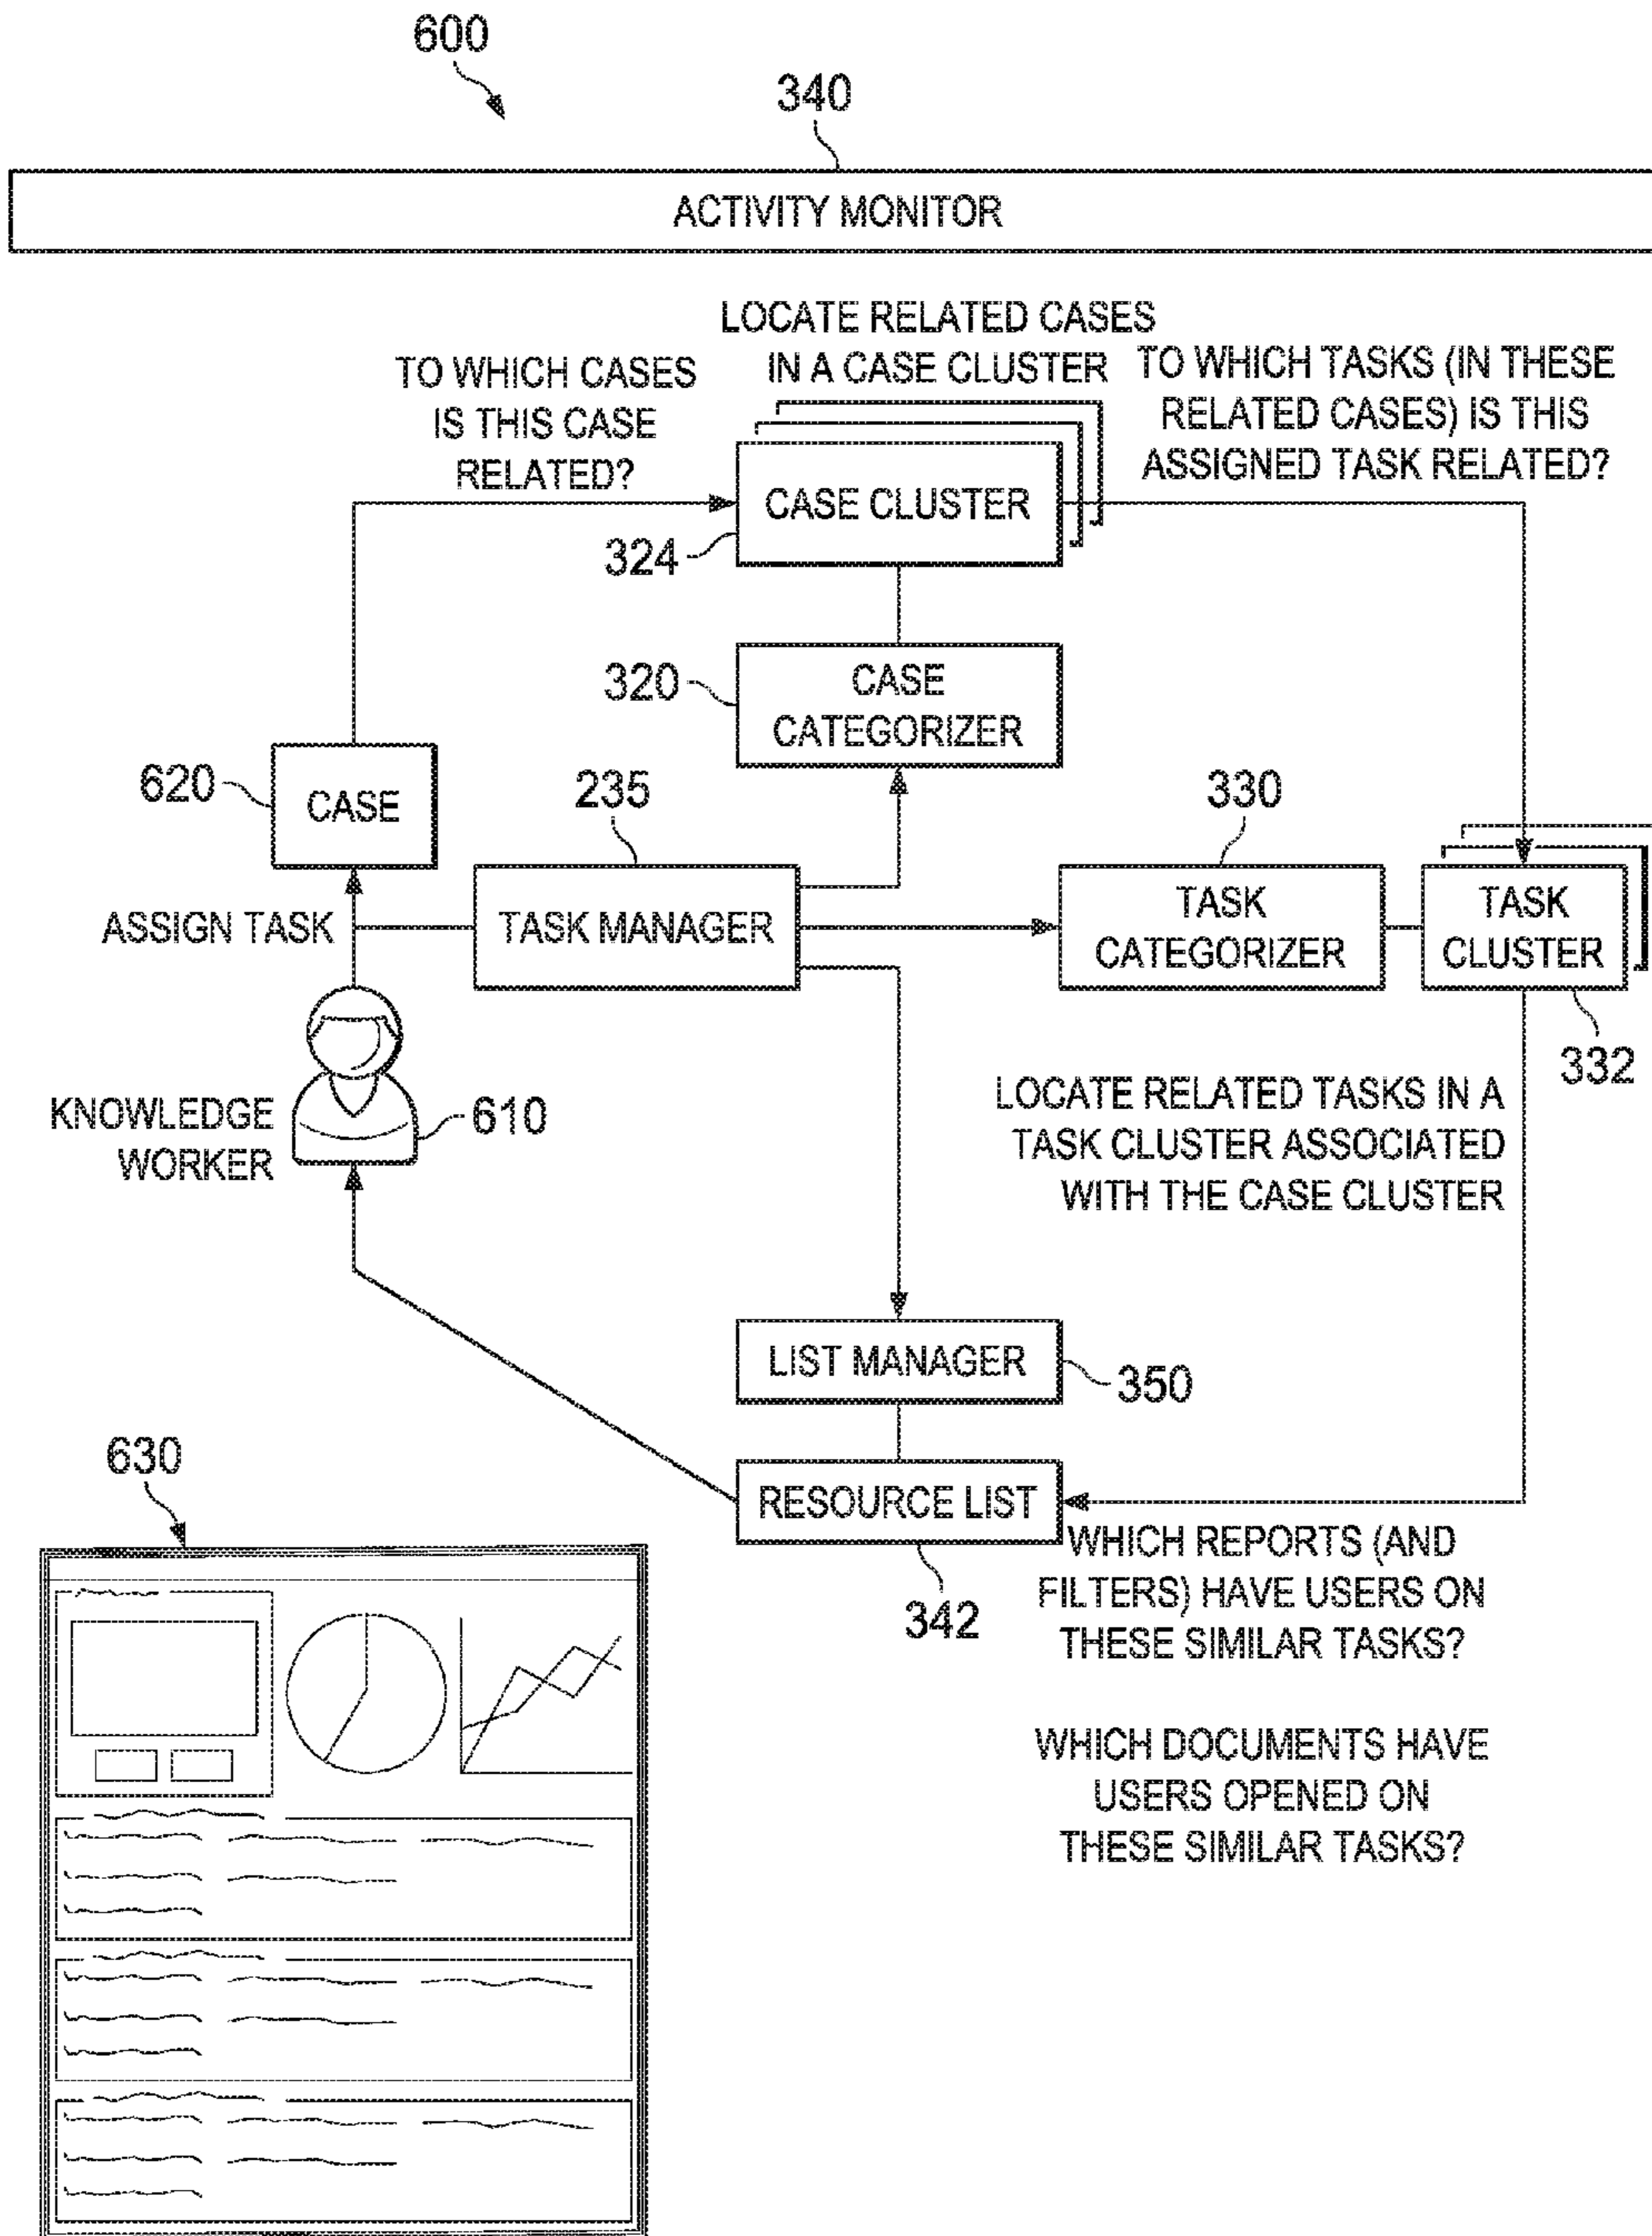 600
340
ACTIVITY MONITOR
LOCATE RELATED CASES
IN A CASE CLUSTER
TO WHICH CASES
IS THIS CASE
RELATED?
TO WHICH TASKS (IN THESE
RELATED CASES) IS THIS
ASSIGNED TASK RELATED?
CASE CLUSTER
324
320
CASE
CATEGORIZER
620
CASE
235
330
ASSIGN TASK
TASK MANAGER
TASK
CATEGORIZER
TASK
CLUSTER
332
KNOWLEDGE
WORKER
610
LOCATE RELATED TASKS IN A
TASK CLUSTER ASSOCIATED
WITH THE CASE CLUSTER
LIST MANAGER
350
630
RESOURCE LIST
342
WHICH REPORTS (AND
FILTERS) HAVE USERS ON
THESE SIMILAR TASKS?
WHICH DOCUMENTS HAVE
USERS OPENED ON
THESE SIMILAR TASKS?